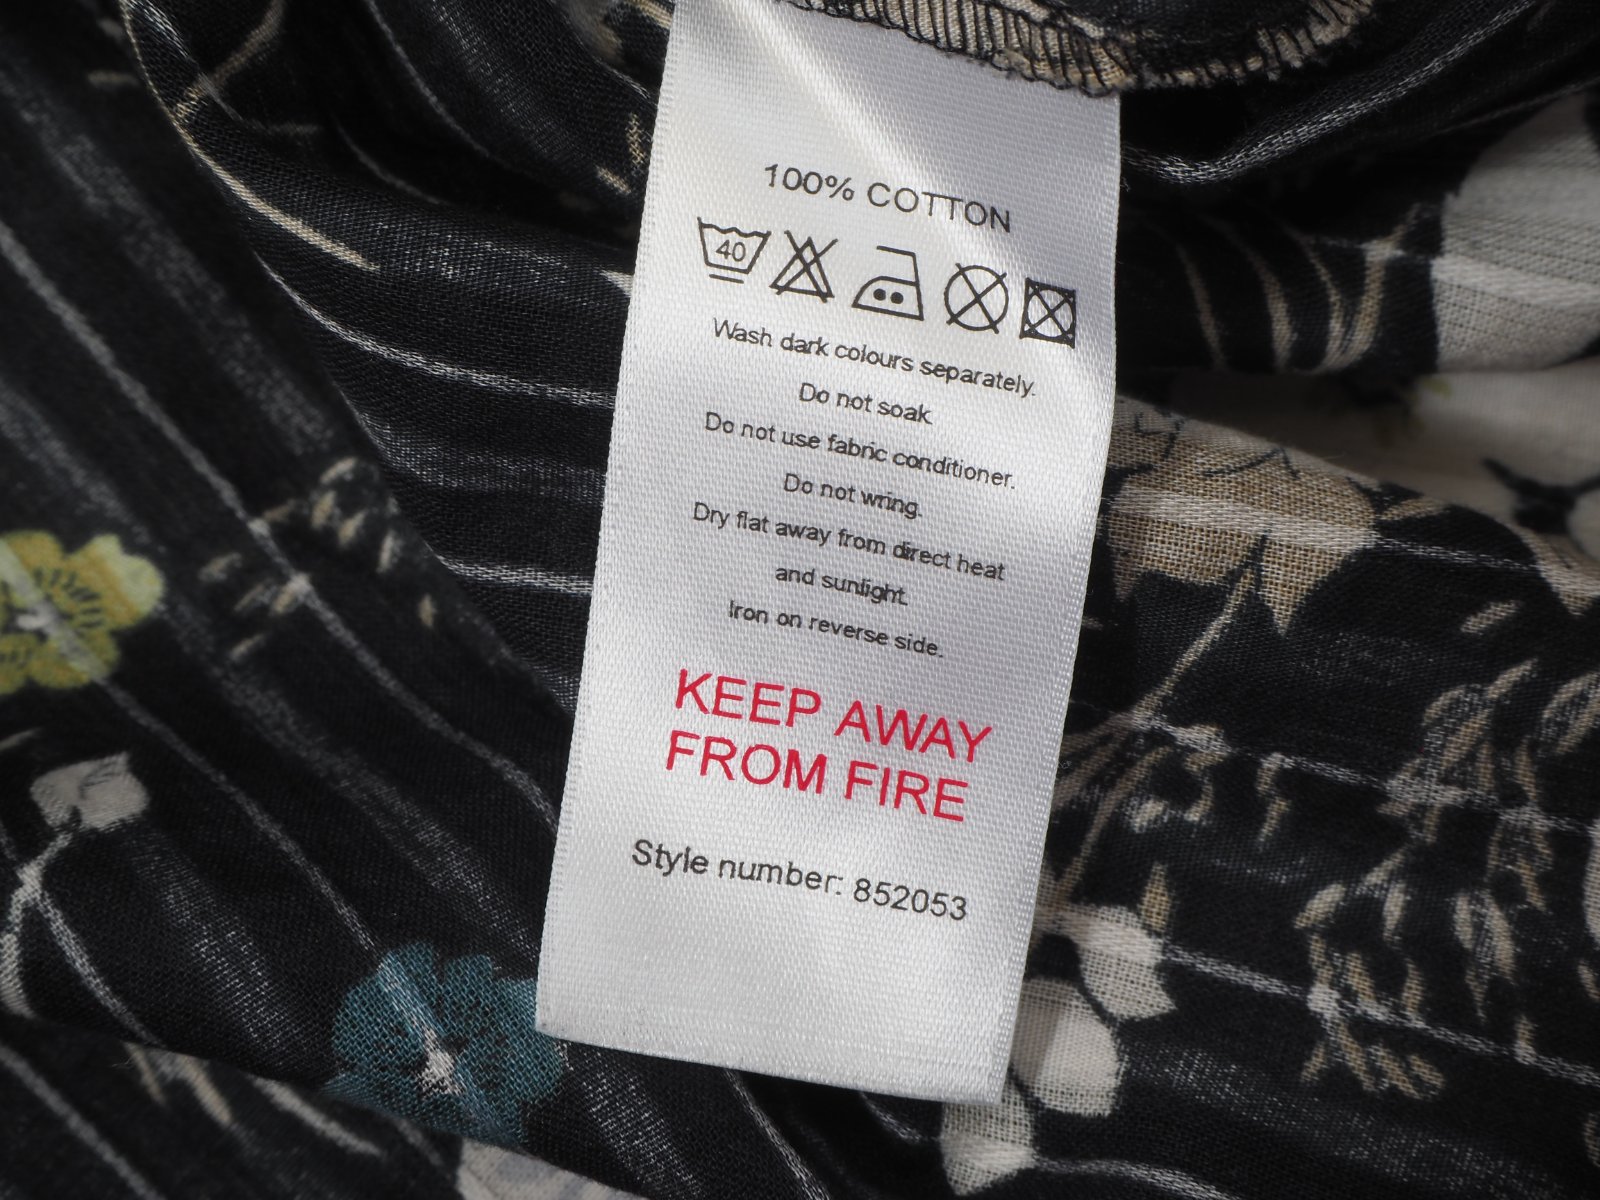 100% COTTON
40
Wash dark colours separately.
Do not soak.
Do not use fabric conditioner.
Do not wring.
Dry flat away from direct heat
and sunlight.
Iron on reverse side.
KEEP AWAY
FROM FIRE
Style number: 852053